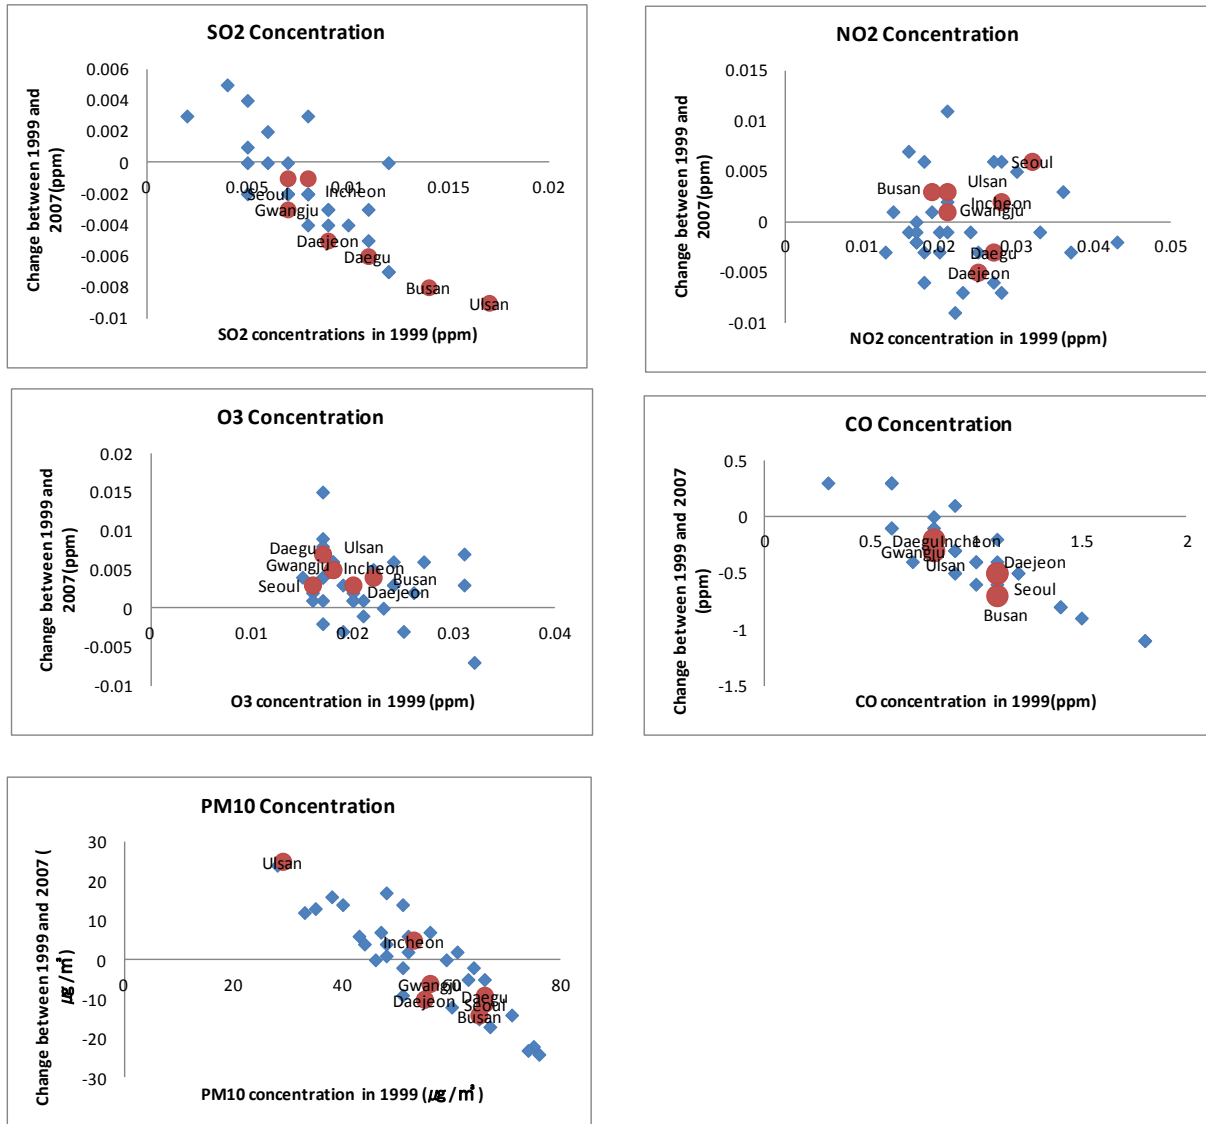 SO2 Concentration
0.006
0.004
0.002
0
-0.002
-0.004
-0.006
-0.008
-0.01
0
0.005
0.01
0.015
0.02
Change between 1999 and
2007(ppm)
Seoul
Incheon
Gwangju
Daejeon
Daegu
Busan
Ulsan
SO2 concentrations in 1999 (ppm)
NO2 Concentration
0.015
0.01
0.005
0
-0.005
-0.01
0
0.01
0.02
0.03
0.04
0.05
Change between 1999 and
2007(ppm)
Seoul
Busan
Ulsan
Incheon
Gwangju
Daegu
Daejeon
NO2 concentration in 1999 (ppm)
O3 Concentration
0.02
0.015
0.01
0.005
0
-0.005
-0.01
0
0.01
0.02
0.03
0.04
Change between 1999 and
2007(ppm)
Daegu
Ulsan
Gwangju
Incheon
Seoul
Busan
Daejeon
O3 concentration in 1999 (ppm)
CO Concentration
0.5
0
-0.5
-1
-1.5
0
0.5
1
1.5
2
Change between 1999 and 2007
(ppm)
Daegu
Incheon
Gwangju
Ulsan
Daejeon
Seoul
Busan
CO concentration in 1999(ppm)
PM10 Concentration
30
20
10
0
-10
-20
-30
0
20
40
60
80
Change between 1999 and 2007 (
㎍/㎥)
Ulsan
Incheon
Gwangju
Daejeon
Daegu
Seoul
Busan
PM10 concentration in 1999 (㎍/㎥)